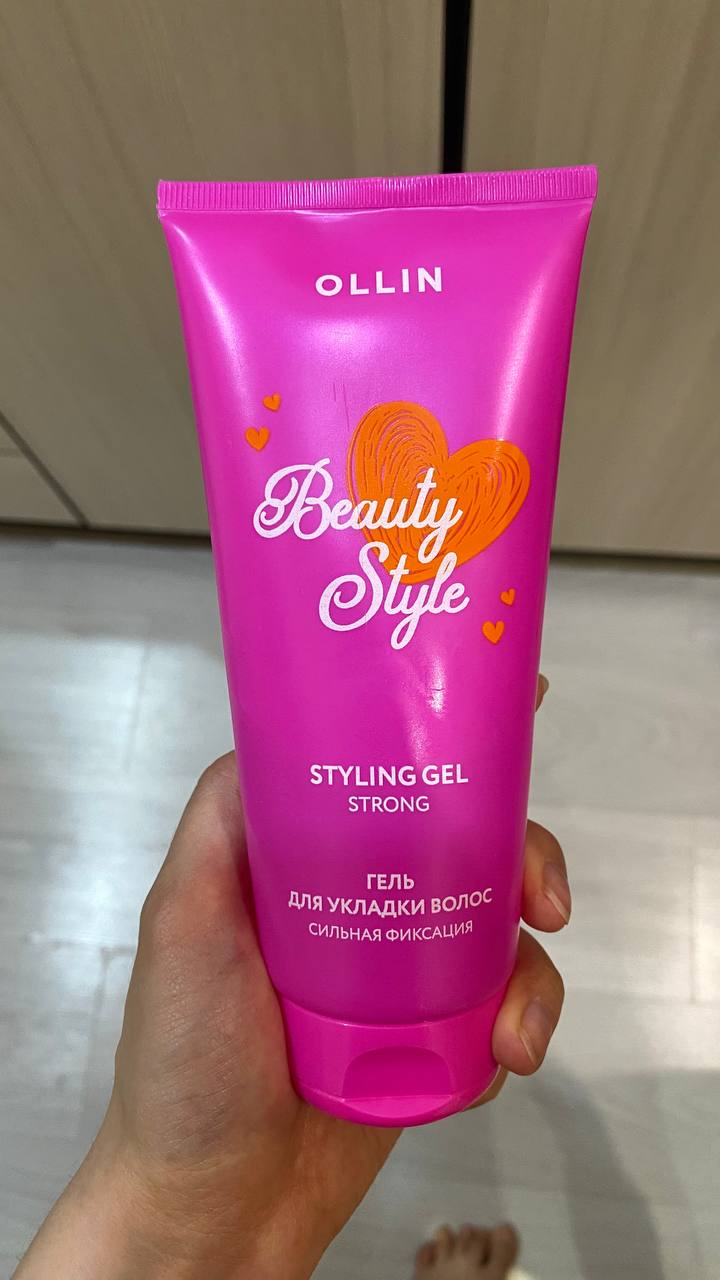 OLLIN
Beauty
Style
STYLING GEL
STRONG
ГЕЛЬ
ДЛЯ УКЛАДКИ ВОЛОС
СИЛЬНАЯ ФИКСАЦИЯ